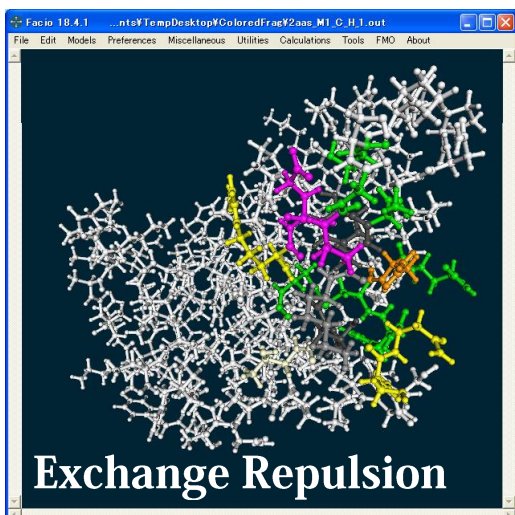 Facio 18.4.1 ...nts¥TempDesktop¥ColoredFrag¥2aas_M1_C_H_1.out
File Edit Models Preferences Miscellaneous Utilities Calculations Tools FMO About
Exchange Repulsion